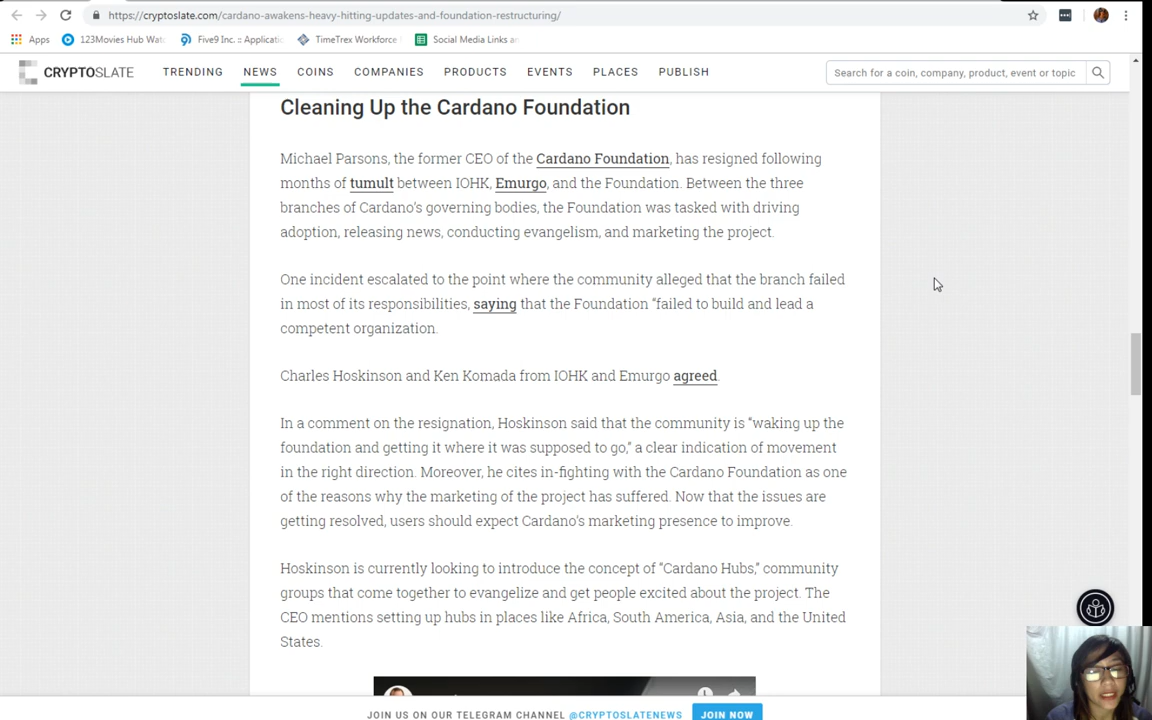 https://cryptoslate.com/cardano-awakens-heavy-hitting-updates-and-foundation-restructuring/
Apps 123Movies Hub Wat Five9 Inc. :: Applicati TimeTrex Workforce Social Media Links an
CRYPTOSLATE TRENDING NEWS COINS COMPANIES PRODUCTS EVENTS PLACES PUBLISH Search for a coin, company, product, event or topic
Cleaning Up the Cardano Foundation
Michael Parsons, the former CEO of the Cardano Foundation, has resigned following
months of tumult between IOHK, Emurgo, and the Foundation. Between the three
branches of Cardano’s governing bodies, the Foundation was tasked with driving
adoption, releasing news, conducting evangelism, and marketing the project.
One incident escalated to the point where the community alleged that the branch failed
in most of its responsibilities, saying that the Foundation “failed to build and lead a
competent organization.
Charles Hoskinson and Ken Komada from IOHK and Emurgo agreed.
In a comment on the resignation, Hoskinson said that the community is “waking up the
foundation and getting it where it was supposed to go,” a clear indication of movement
in the right direction. Moreover, he cites in-fighting with the Cardano Foundation as one
of the reasons why the marketing of the project has suffered. Now that the issues are
getting resolved, users should expect Cardano’s marketing presence to improve.
Hoskinson is currently looking to introduce the concept of “Cardano Hubs,” community
groups that come together to evangelize and get people excited about the project. The
CEO mentions setting up hubs in places like Africa, South America, Asia, and the United
States.
JOIN US ON OUR TELEGRAM CHANNEL @CRYPTOSLATENEWS JOIN NOW